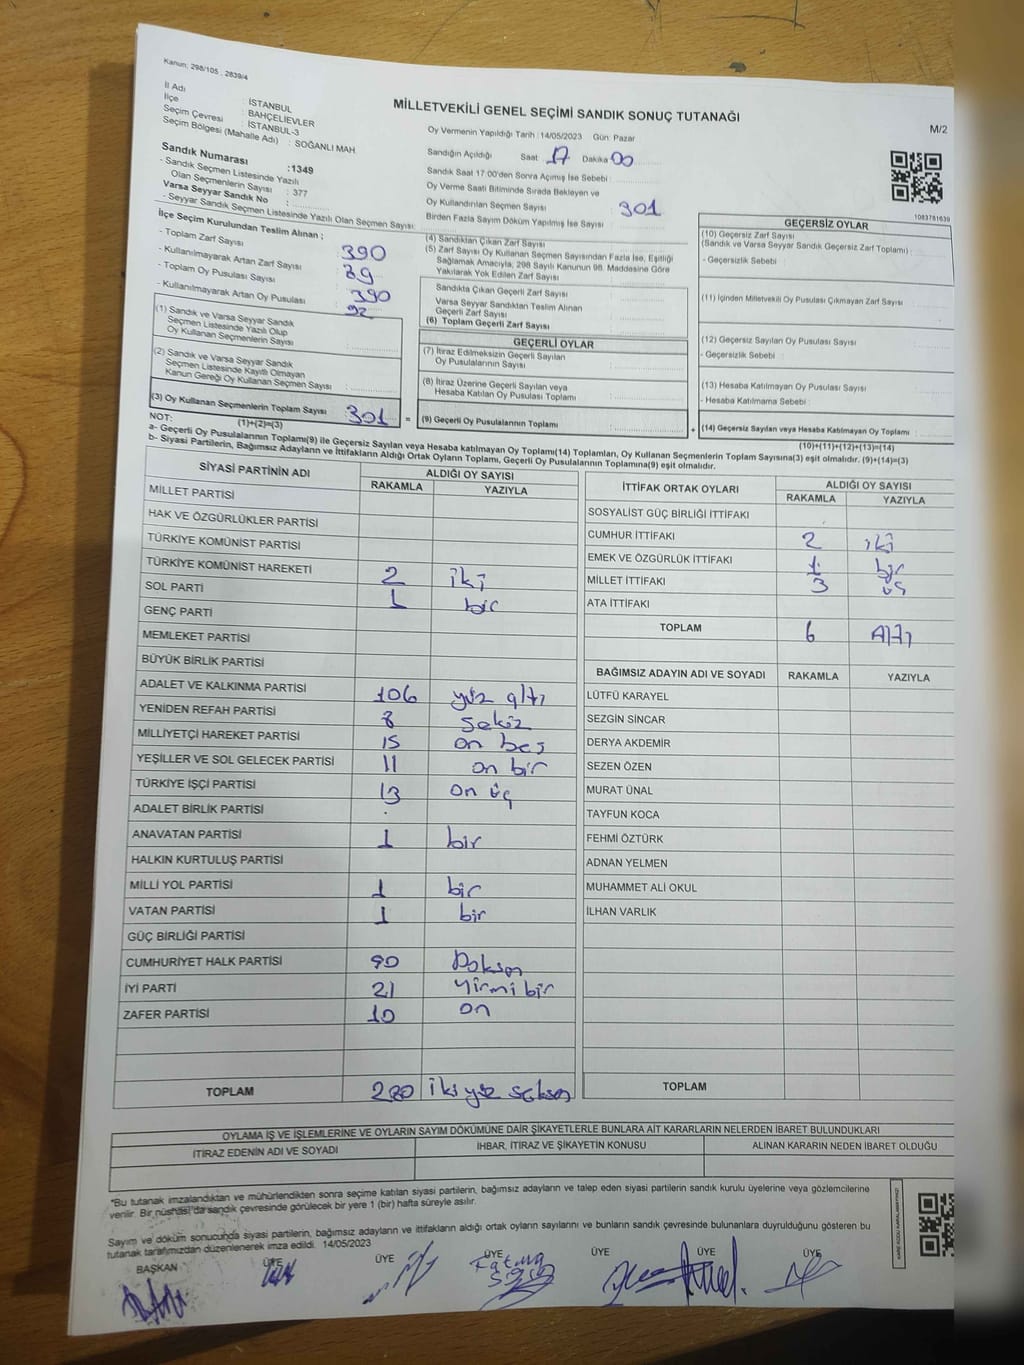 Kanun: 298/105 , 2839/4
MİLLETVEKİLİ GENEL SEÇİMİ SANDIK SONUÇ TUTANAĞI
M/2
İl Adı : İSTANBUL
İlçe : BAHÇELİEVLER
Seçim Çevresi : İSTANBUL-3
Seçim Bölgesi (Mahalle Adı) : SOĞANLI MAH
Sandık Numarası :1349
- Sandık Seçmen Listesinde Yazılı
Olan Seçmenlerin Sayısı : 377
Varsa Seyyar Sandık No :
- Seyyar Sandık Seçmen Listesinde Yazılı Olan Seçmen Sayısı:
Oy Vermenin Yapıldığı Tarih :14/05/2023 Gün: Pazar
Sandığın Açıldığı Saat 17 Dakika 00
Sandık Saat 17 00'den Sonra Açılmış İse Sebebi :
Oy Verme Saati Bitiminde Sırada Bekleyen ve
Oy Kullandırılan Seçmen Sayısı : 301
Birden Fazla Sayım Döküm Yapılmış İse Sayısı :
1083781639
İlçe Seçim Kurulundan Teslim Alınan ;
- Toplam Zarf Sayısı : 390
- Kullanılmayarak Artan Zarf Sayısı : 89
- Toplam Oy Pusulası Sayısı : 390
- Kullanılmayarak Artan Oy Pusulası : 92
(1) Sandık ve Varsa Seyyar Sandık
Seçmen Listesinde Yazılı Olup
Oy Kullanan Seçmenlerin Sayısı :
(2) Sandık ve Varsa Seyyar Sandık
Seçmen Listesinde Kayıtlı Olmayan
Kanun Gereği Oy Kullanan Seçmen Sayısı :
(3) Oy Kullanan Seçmenlerin Toplam Sayısı : 301 =
(1)+(2)=(3)
(4) Sandıktan Çıkan Zarf Sayısı
(5) Zarf Sayısı Oy Kullanan Seçmen Sayısından Fazla İse, Eşitliği
Sağlamak Amacıyla; 298 Sayılı Kanunun 98. Maddesine Göre
Yakılarak Yok Edilen Zarf Sayısı
Sandıkta Çıkan Geçerli Zarf Sayısı
Varsa Seyyar Sandıktan Teslim Alınan
Geçerli Zarf Sayısı
(6) Toplam Geçerli Zarf Sayısı
GEÇERLİ OYLAR
(7) İtiraz Edilmeksizin Geçerli Sayılan
Oy Pusulalarının Sayısı
(8) İtiraz Üzerine Geçerli Sayılan veya
Hesaba Katılan Oy Pusulası Toplamı
(9) Geçerli Oy Pusulalarının Toplamı +
GEÇERSİZ OYLAR
(10) Geçersiz Zarf Sayısı
(Sandık ve Varsa Seyyar Sandık Geçersiz Zarf Toplamı) :
- Geçersizlik Sebebi :
(11) İçinden Milletvekili Oy Pusulası Çıkmayan Zarf Sayısı :
(12) Geçersiz Sayılan Oy Pusulası Sayısı
- Geçersizlik Sebebi :
(13) Hesaba Katılmayan Oy Pusulası Sayısı
- Hesaba Katılmama Sebebi :
(14) Geçersiz Sayılan veya Hesaba Katılmayan Oy Toplamı :
(10)+(11)+(12)+(13)=(14)
NOT:
a- Geçerli Oy Pusulalarının Toplamı(9) ile Geçersiz Sayılan veya Hesaba katılmayan Oy Toplamı(14) Toplamları, Oy Kullanan Seçmenlerin Toplam Sayısına(3) eşit olmalıdır. (9)+(14)=(3)
b- Siyasi Partilerin, Bağımsız Adayların ve İttifakların Aldığı Ortak Oyların Toplamı, Geçerli Oy Pusulalarının Toplamına(9) eşit olmalıdır.
SİYASİ PARTİNİN ADI ALDIĞI OY SAYISI
RAKAMLA YAZIYLA
MİLLET PARTİSİ
HAK VE ÖZGÜRLÜKLER PARTİSİ
TÜRKİYE KOMÜNİST PARTİSİ
TÜRKİYE KOMÜNİST HAREKETİ 2 iki
SOL PARTİ 1 bir
GENÇ PARTİ
MEMLEKET PARTİSİ
BÜYÜK BİRLİK PARTİSİ
ADALET VE KALKINMA PARTİSİ 106 yüz altı
YENİDEN REFAH PARTİSİ 8 Sekiz
MİLLİYETÇİ HAREKET PARTİSİ 15 on beş
YEŞİLLER VE SOL GELECEK PARTİSİ 11 on bir
TÜRKİYE İŞÇİ PARTİSİ 13 on üç
ADALET BİRLİK PARTİSİ
ANAVATAN PARTİSİ 1 bir
HALKIN KURTULUŞ PARTİSİ
MİLLİ YOL PARTİSİ 1 bir
VATAN PARTİSİ 1 bir
GÜÇ BİRLİĞİ PARTİSİ
CUMHURİYET HALK PARTİSİ 90 Doksan
İYİ PARTİ 21 Yirmi bir
ZAFER PARTİSİ 10 on
TOPLAM 280 İki yüz seksen
İTTİFAK ORTAK OYLARI ALDIĞI OY SAYISI
RAKAMLA YAZIYLA
SOSYALİST GÜÇ BİRLİĞİ İTTİFAKI
CUMHUR İTTİFAKI 2 iki
EMEK VE ÖZGÜRLÜK İTTİFAKI 1 bir
MİLLET İTTİFAKI 3 üç
ATA İTTİFAKI
TOPLAM 6 Altı
BAĞIMSIZ ADAYIN ADI VE SOYADI RAKAMLA YAZIYLA
LÜTFÜ KARAYEL
SEZGİN SİNCAR
DERYA AKDEMİR
SEZEN ÖZEN
MURAT ÜNAL
TAYFUN KOCA
FEHMİ ÖZTÜRK
ADNAN YELMEN
MUHAMMET ALİ OKUL
İLHAN VARLIK
TOPLAM
OYLAMA İŞ VE İŞLEMLERİNE VE OYLARIN SAYIM DÖKÜMÜNE DAİR ŞİKAYETLERLE BUNLARA AİT KARARLARIN NELERDEN İBARET BULUNDUKLARI
İTİRAZ EDENİN ADI VE SOYADI İHBAR, İTİRAZ VE ŞİKAYETİN KONUSU ALINAN KARARIN NEDEN İBARET OLDUĞU
"Bu tutanak imzalandıktan ve mühürlendikten sonra seçime katılan siyasi partilerin, bağımsız adayların ve talep eden siyasi partilerin sandık kurulu üyelerine veya gözlemcilerine
verilir. Bir nüshası da sandık çevresinde görülecek bir yere 1 (bir) hafta süreyle asılır.
Sayım ve döküm sonucunda siyasi partilerin, bağımsız adayların ve ittifakların aldığı ortak oyların sayılarını ve bunların sandık çevresinde bulunanlara duyrulduğunu gösteren bu
tutanak tarafımızdan düzenlenerek imza edildi. 14/05/2023
BAŞKAN ÜYE ÜYE ÜYE ÜYE ÜYE ÜYE
Fatma